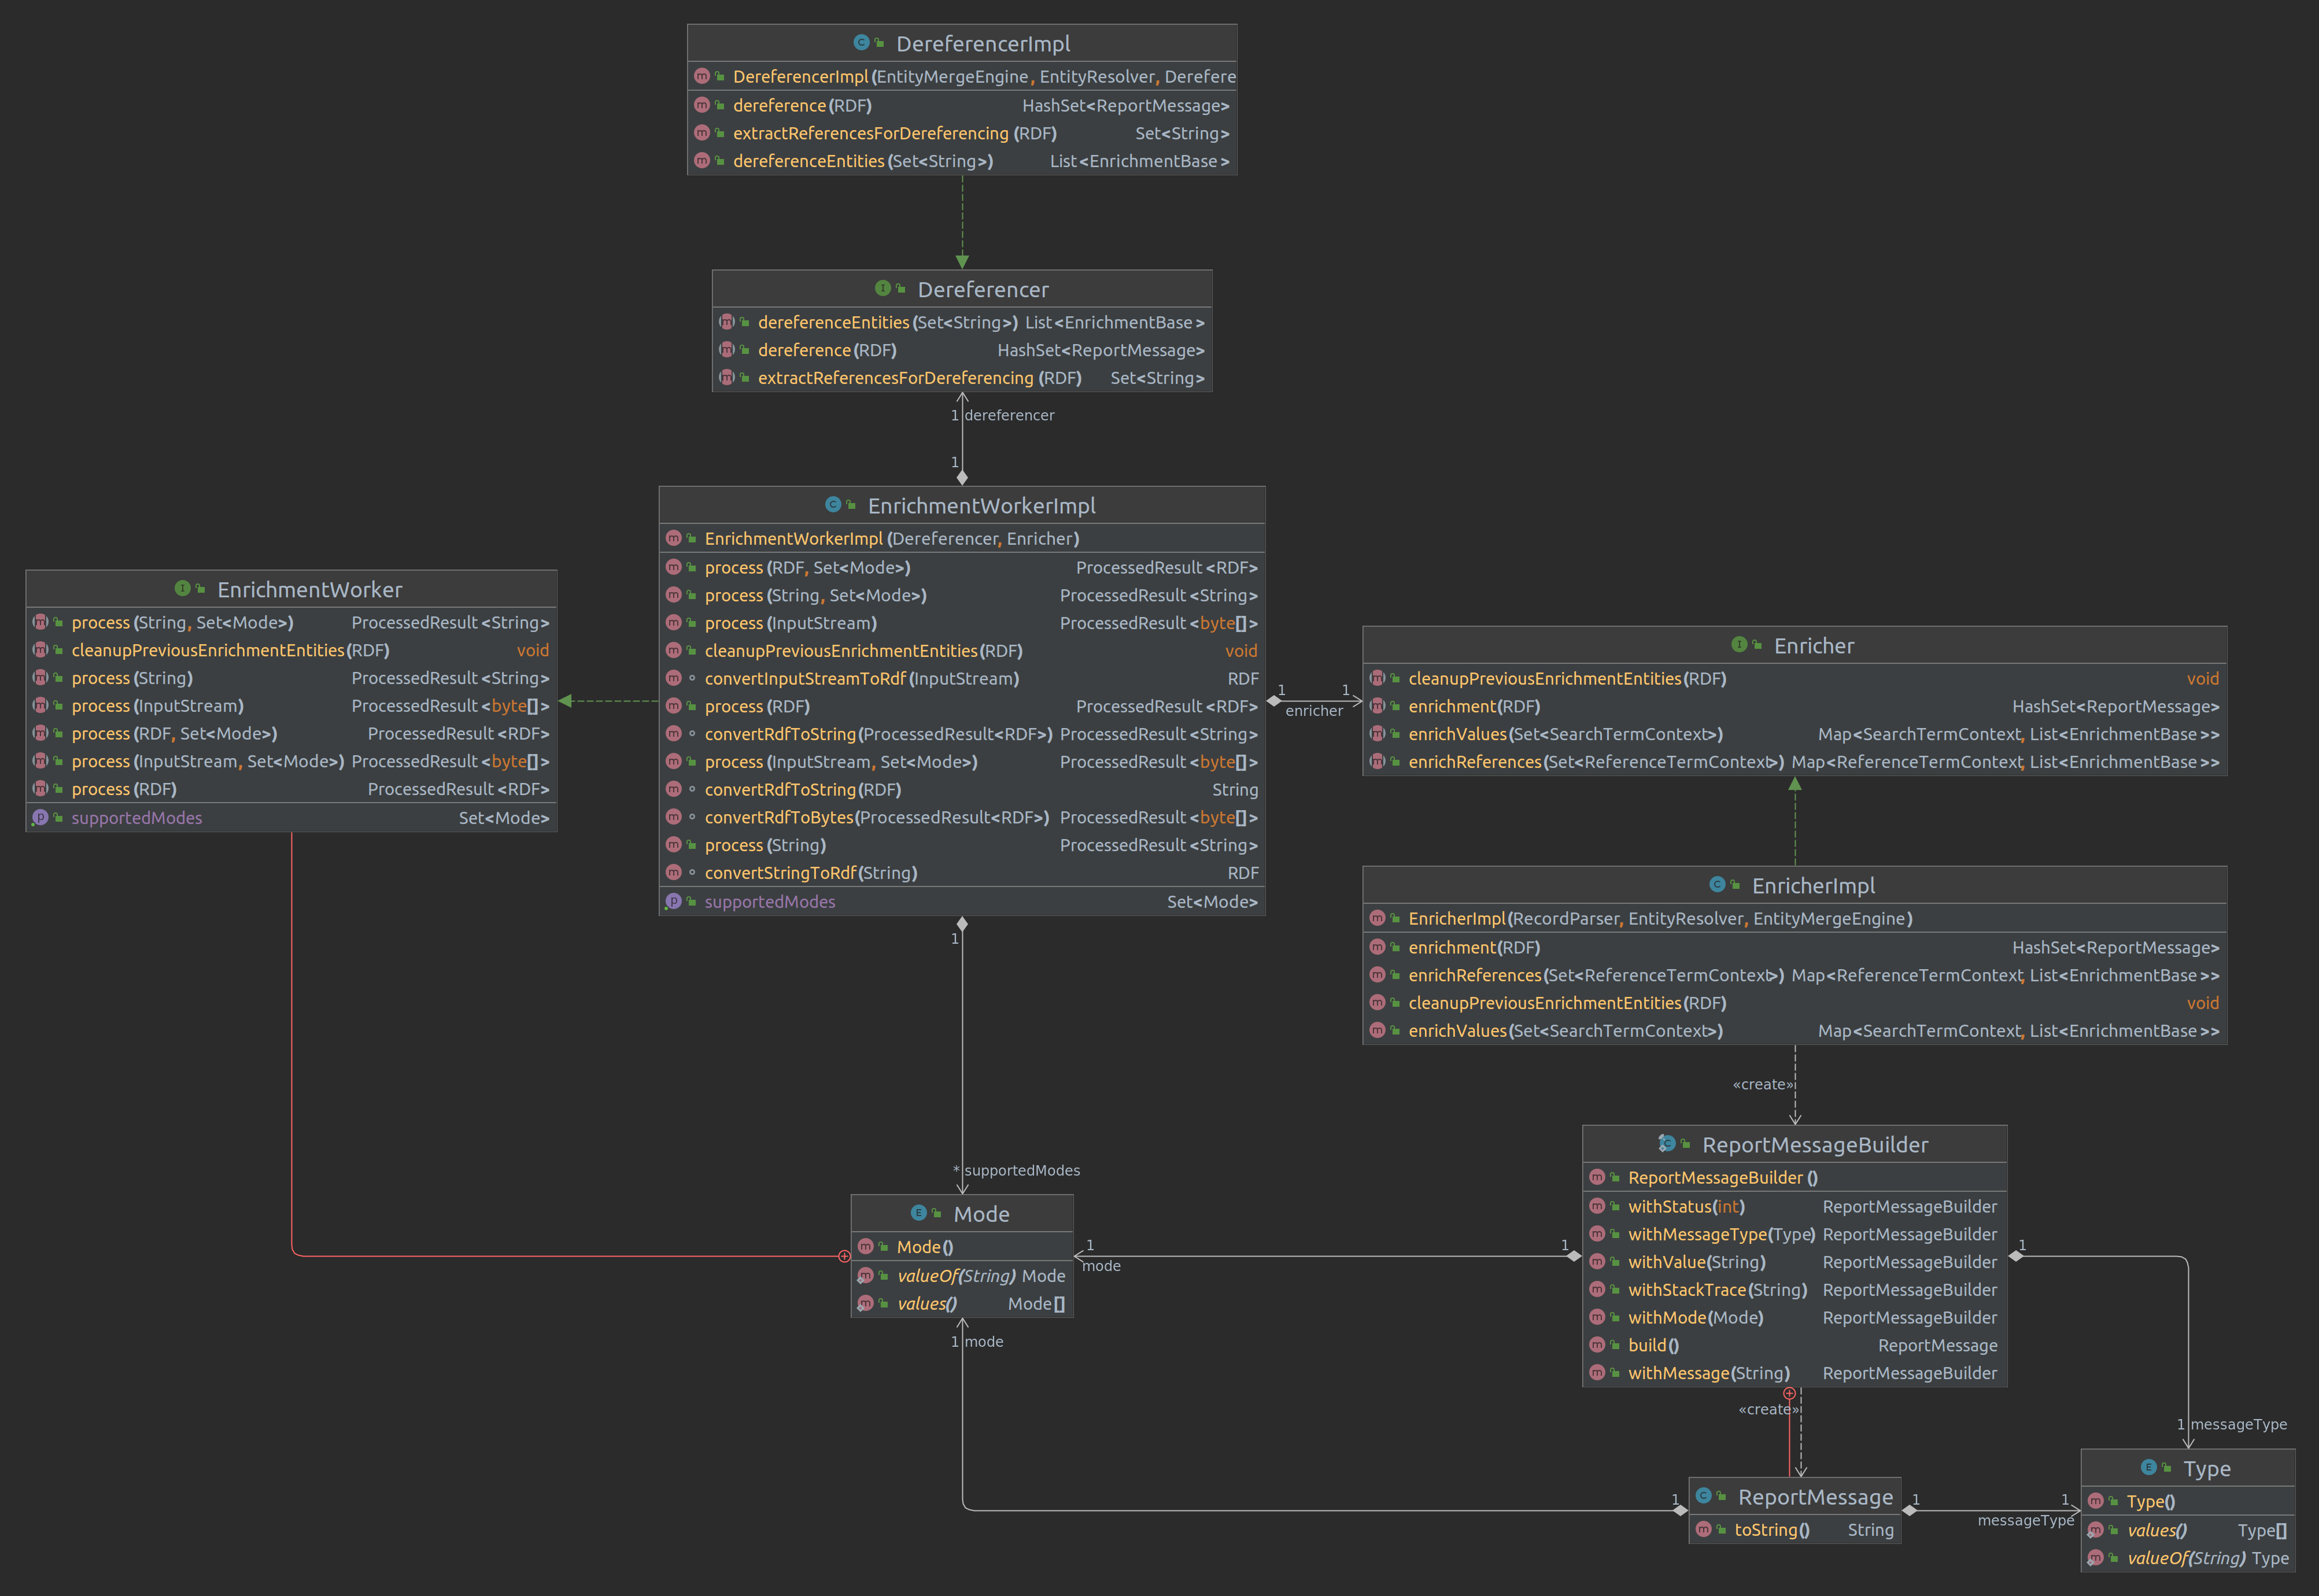 DereferencerImpl
DereferencerImpl(EntityMergeEngine, EntityResolver, Derefere
dereference(RDF) HashSet<ReportMessage>
extractReferencesForDereferencing(RDF) Set<String>
dereferenceEntities(Set<String>) List<EnrichmentBase>
Dereferencer
dereferenceEntities(Set<String>) List<EnrichmentBase>
dereference(RDF) HashSet<ReportMessage>
extractReferencesForDereferencing(RDF) Set<String>
1 dereferencer
1
EnrichmentWorkerImpl
EnrichmentWorkerImpl(Dereferencer, Enricher)
process(RDF, Set<Mode>) ProcessedResult<RDF>
process(String, Set<Mode>) ProcessedResult<String>
process(InputStream) ProcessedResult<byte[]>
cleanupPreviousEnrichmentEntities(RDF) void
convertInputStreamToRdf(InputStream) RDF
process(RDF) ProcessedResult<RDF>
convertRdfToString(ProcessedResult<RDF>) ProcessedResult<String>
process(InputStream, Set<Mode>) ProcessedResult<byte[]>
convertRdfToString(RDF) String
convertRdfToBytes(ProcessedResult<RDF>) ProcessedResult<byte[]>
process(String) ProcessedResult<String>
convertStringToRdf(String) RDF
supportedModes Set<Mode>
EnrichmentWorker
process(String, Set<Mode>) ProcessedResult<String>
cleanupPreviousEnrichmentEntities(RDF) void
process(String) ProcessedResult<String>
process(InputStream) ProcessedResult<byte[]>
process(RDF, Set<Mode>) ProcessedResult<RDF>
process(InputStream, Set<Mode>) ProcessedResult<byte[]>
process(RDF) ProcessedResult<RDF>
supportedModes Set<Mode>
1 1
enricher
Enricher
cleanupPreviousEnrichmentEntities(RDF) void
enrichment(RDF) HashSet<ReportMessage>
enrichValues(Set<SearchTermContext>) Map<SearchTermContext, List<EnrichmentBase>>
enrichReferences(Set<ReferenceTermContext>) Map<ReferenceTermContext, List<EnrichmentBase>>
EnricherImpl
EnricherImpl(RecordParser, EntityResolver, EntityMergeEngine)
enrichment(RDF) HashSet<ReportMessage>
enrichReferences(Set<ReferenceTermContext>) Map<ReferenceTermContext, List<EnrichmentBase>>
cleanupPreviousEnrichmentEntities(RDF) void
enrichValues(Set<SearchTermContext>) Map<SearchTermContext, List<EnrichmentBase>>
1
«create»
* supportedModes
ReportMessageBuilder
ReportMessageBuilder()
withStatus(int) ReportMessageBuilder
withMessageType(Type) ReportMessageBuilder
withValue(String) ReportMessageBuilder
withStackTrace(String) ReportMessageBuilder
withMode(Mode) ReportMessageBuilder
build() ReportMessage
withMessage(String) ReportMessageBuilder
Mode
Mode()
valueOf(String) Mode
values() Mode[]
1 1
mode
1
1 mode
«create»
1 messageType
ReportMessage
toString() String
1
1 1
messageType
Type
Type()
values() Type[]
valueOf(String) Type